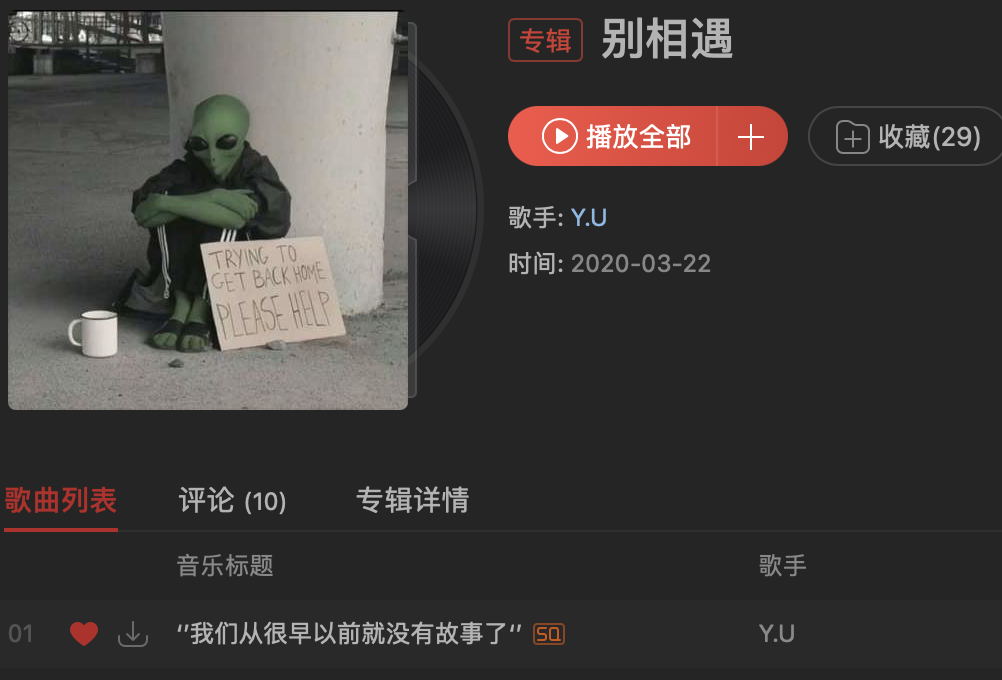 专辑 别相遇
播放全部
收藏(29)
歌手: Y.U
时间: 2020-03-22
TRYING TO
GET BACK HOME
PLEASE HELP
歌曲列表 评论 (10) 专辑详情
音乐标题 歌手
01 “我们从很早以前就没有故事了” SQ Y.U